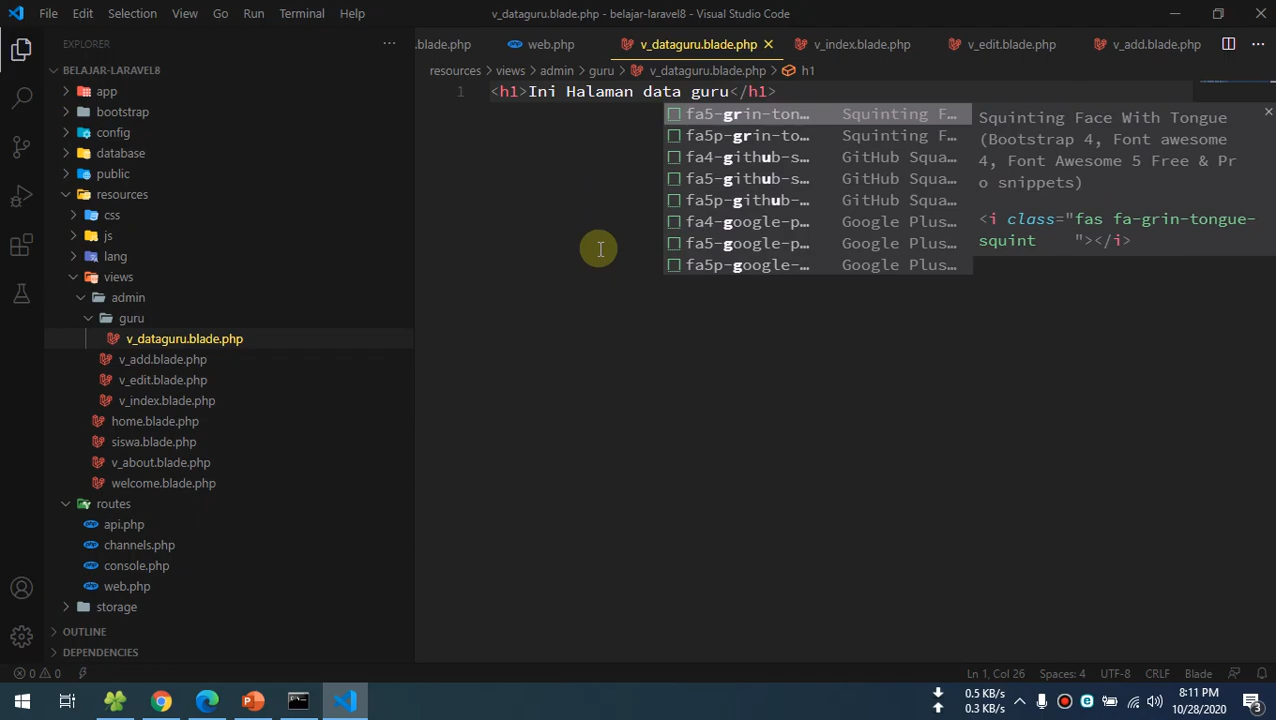 File Edit Selection View Go Run Terminal Help
v_dataguru.blade.php - belajar-laravel8 - Visual Studio Code
EXPLORER
.blade.php web.php v_dataguru.blade.php v_index.blade.php v_edit.blade.php v_add.blade.php
resources > views > admin > guru > v_dataguru.blade.php > h1
1 <h1>Ini Halaman data guru</h1>
fa5-grin-ton... Squinting F...
fa5p-grin-to... Squinting F...
fa4-github-s... GitHub Squa...
fa5-github-s... GitHub Squa...
fa5p-github-... GitHub Squa...
fa4-google-p... Google Plus...
fa5-google-p... Google Plus...
fa5p-google-... Google Plus...
Squinting Face With Tongue
(Bootstrap 4, Font awesome
4, Font Awesome 5 Free & Pr
o snippets)
<i class="fas fa-grin-tongue-
squint    "></i>
BELAJAR-LARAVEL8
app
bootstrap
config
database
public
resources
css
js
lang
views
admin
guru
v_dataguru.blade.php
v_add.blade.php
v_edit.blade.php
v_index.blade.php
home.blade.php
siswa.blade.php
v_about.blade.php
welcome.blade.php
routes
api.php
channels.php
console.php
web.php
storage
OUTLINE
DEPENDENCIES
0 0
Ln 1, Col 26 Spaces: 4 UTF-8 CRLF Blade
0.5 KB/s
0.3 KB/s
8:11 PM
10/28/2020
3